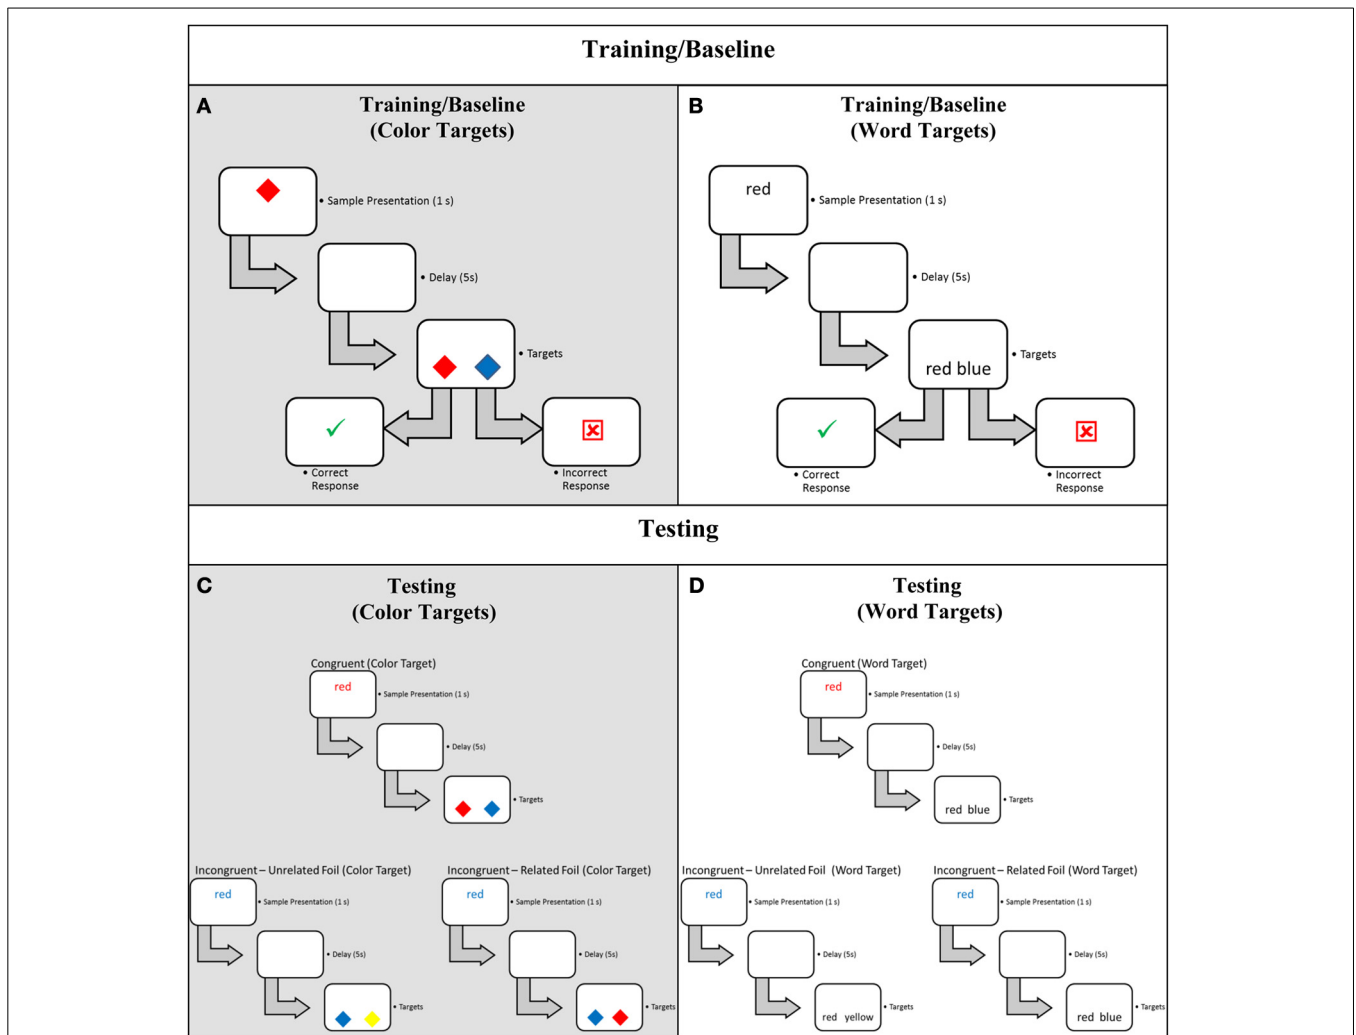 Training/Baseline
A
Training/Baseline
(Color Targets)
• Sample Presentation (1 s)
• Delay (5s)
• Targets
• Correct
Response
• Incorrect
Response
B
Training/Baseline
(Word Targets)
red
• Sample Presentation (1 s)
• Delay (5s)
red blue
• Targets
• Correct
Response
• Incorrect
Response
Testing
C
Testing
(Color Targets)
Congruent (Color Target)
red
• Sample Presentation (1 s)
• Delay (5s)
• Targets
Incongruent – Unrelated Foil (Color Target)
red
• Sample Presentation (1 s)
• Delay (5s)
• Targets
Incongruent – Related Foil (Color Target)
red
• Sample Presentation (1 s)
• Delay (5s)
• Targets
D
Testing
(Word Targets)
Congruent (Word Target)
red
• Sample Presentation (1 s)
• Delay (5s)
red blue
• Targets
Incongruent – Unrelated Foil (Word Target)
red
• Sample Presentation (1 s)
• Delay (5s)
red yellow
• Targets
Incongruent – Related Foil (Word Target)
red
• Sample Presentation (1 s)
• Delay (5s)
red blue
• Targets